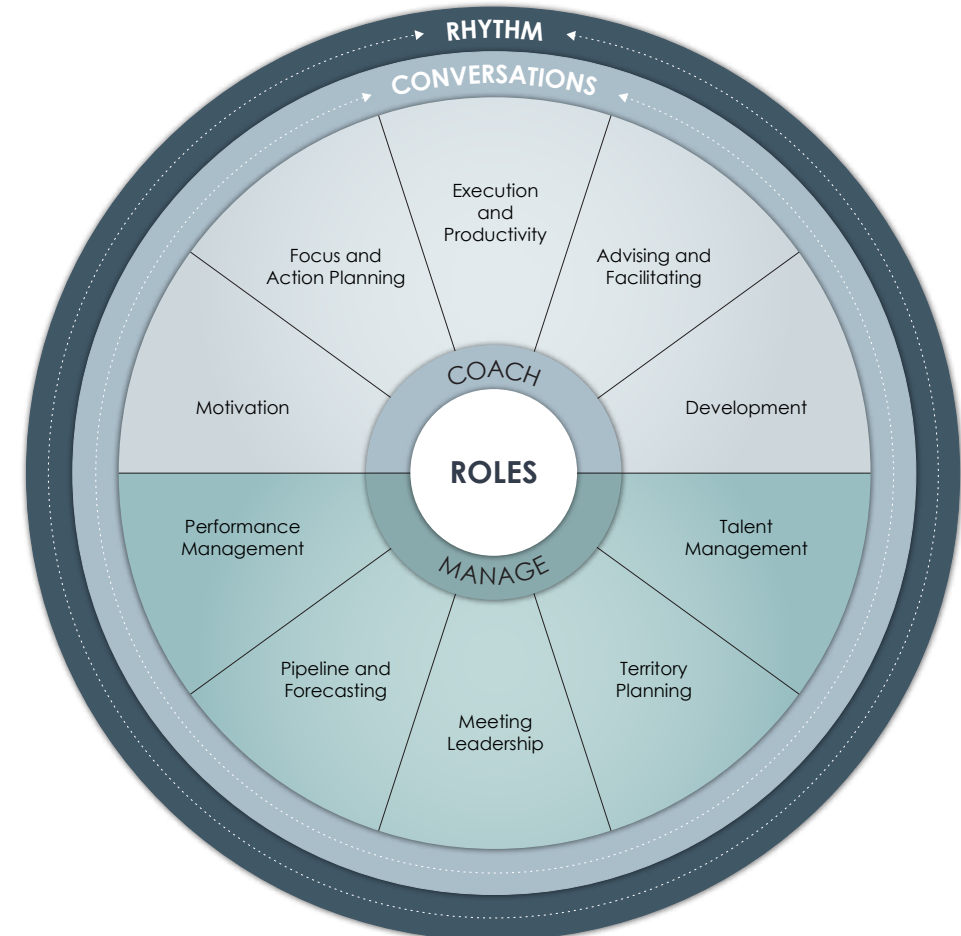 RHYTHM
CONVERSATIONS
Execution
and
Productivity
Focus and
Action Planning
Advising and
Facilitating
Motivation
Development
COACH
ROLES
MANAGE
Performance
Management
Talent
Management
Pipeline and
Forecasting
Territory
Planning
Meeting
Leadership